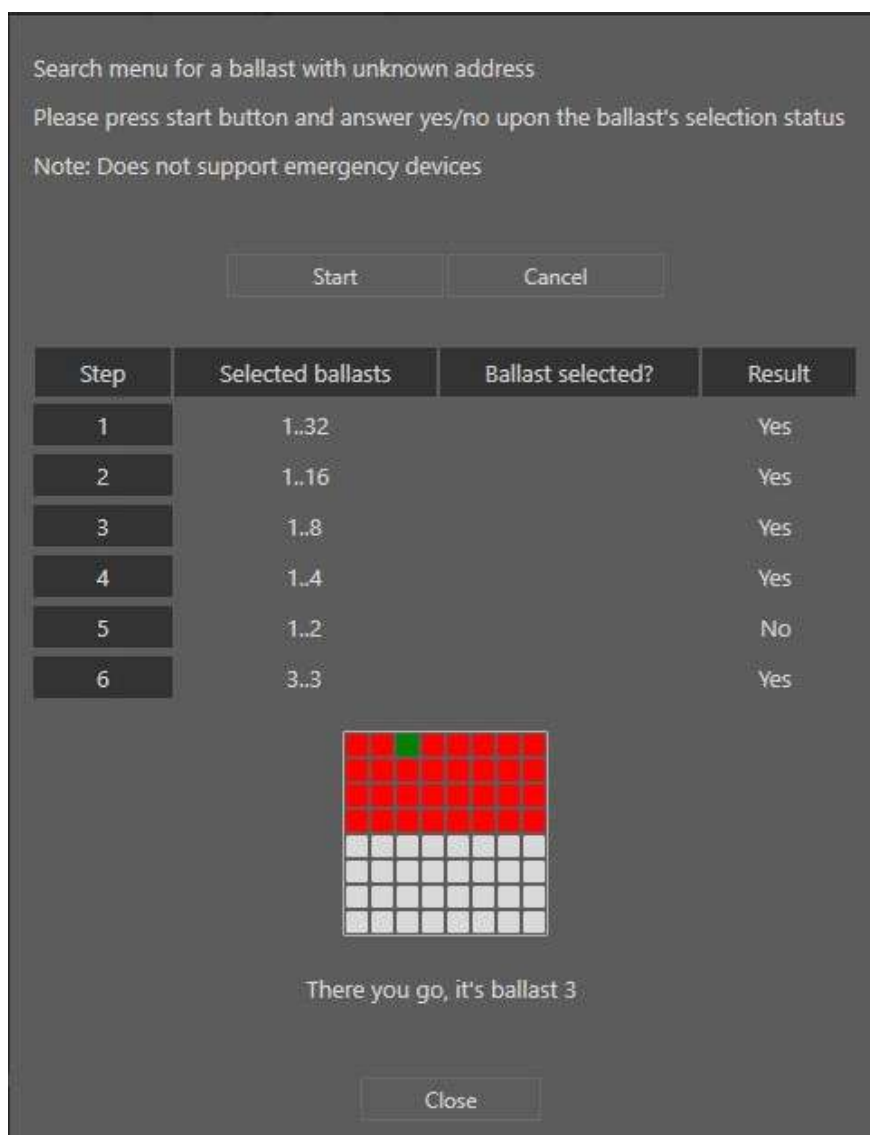 Search menu for a ballast with unknown address
Please press start button and answer yes/no upon the ballast's selection status
Note: Does not support emergency devices
Start Cancel
Step Selected ballasts Ballast selected? Result
1 1..32 Yes
2 1..16 Yes
3 1..8 Yes
4 1..4 Yes
5 1..2 No
6 3..3 Yes
There you go, it's ballast 3
Close